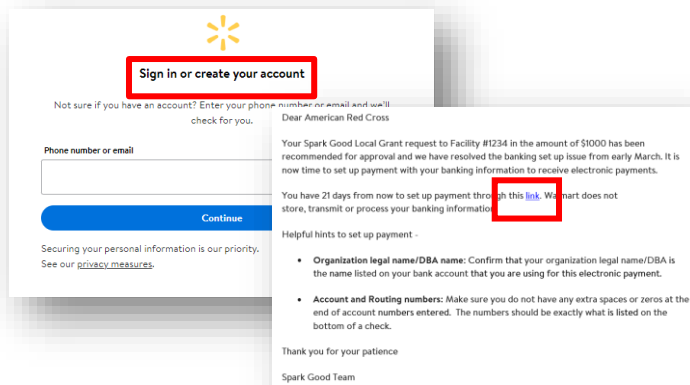 Sign in or create your account
Not sure if you have an account? Enter your phone number or email and we'll
check for you.
Phone number or email
Continue
Securing your personal information is our priority.
See our privacy measures.
Dear American Red Cross
Your Spark Good Local Grant request to Facility #1234 in the amount of $1000 has been
recommended for approval and we have resolved the banking set up issue from early March. It is
now time to set up payment with your banking information to receive electronic payments.
You have 21 days from now to set up payment through this link. Walmart does not
store, transmit or process your banking information
Helpful hints to set up payment -
• Organization legal name/DBA name: Confirm that your organization legal name/DBA is
the name listed on your bank account that you are using for this electronic payment.
• Account and Routing numbers: Make sure you do not have any extra spaces or zeros at the
end of account numbers entered. The numbers should be exactly what is listed on the
bottom of a check.
Thank you for your patience
Spark Good Team